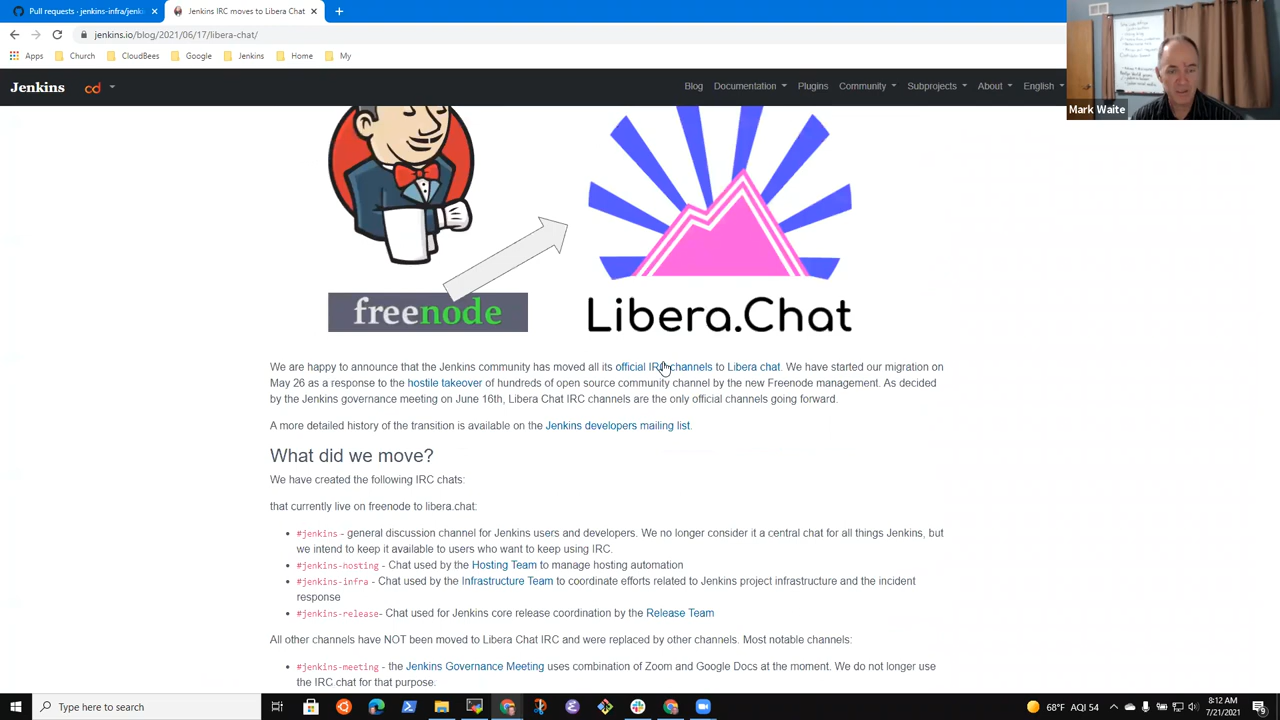 Pull requests · jenkins-infra/jenki
Jenkins IRC moves to Libera Chat
jenkins.io/blog/2021/06/17/libera-chat/
Apps Church CloudBees Google Jenkins Home My
Jenkins cd Blog Documentation Plugins Community Subprojects About English
Mark Waite
freenode
Libera.Chat
We are happy to announce that the Jenkins community has moved all its official IRC channels to Libera chat. We have started our migration on
May 26 as a response to the hostile takeover of hundreds of open source community channel by the new Freenode management. As decided
by the Jenkins governance meeting on June 16th, Libera Chat IRC channels are the only official channels going forward.
A more detailed history of the transition is available on the Jenkins developers mailing list.
What did we move?
We have created the following IRC chats:
that currently live on freenode to libera.chat:
#jenkins - general discussion channel for Jenkins users and developers. We no longer consider it a central chat for all things Jenkins, but
we intend to keep it available to users who want to keep using IRC.
#jenkins-hosting - Chat used by the Hosting Team to manage hosting automation
#jenkins-infra - Chat used by the Infrastructure Team to coordinate efforts related to Jenkins project infrastructure and the incident
response
#jenkins-release- Chat used for Jenkins core release coordination by the Release Team
All other channels have NOT been moved to Libera Chat IRC and were replaced by other channels. Most notable channels:
#jenkins-meeting - the Jenkins Governance Meeting uses combination of Zoom and Google Docs at the moment. We do not longer use
the IRC chat for that purpose.
Type here to search
68°F AQI 54
8:12 AM
7/21/2021